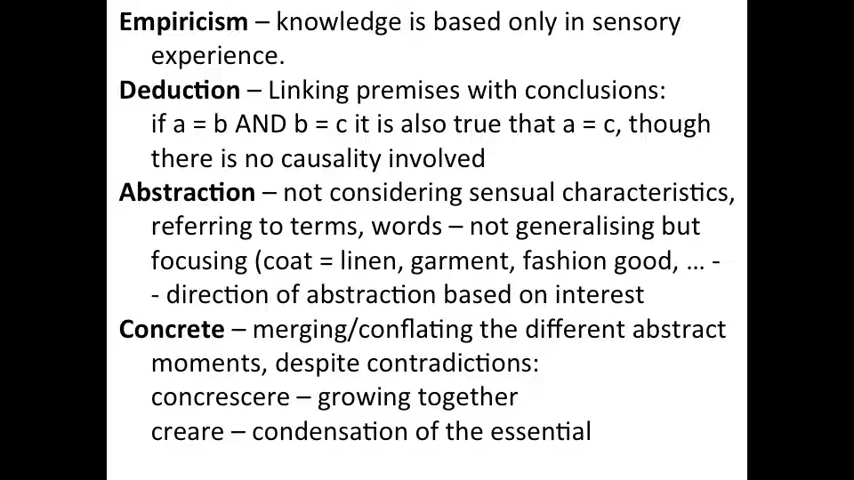 Empiricism – knowledge is based only in sensory
experience.
Deduction – Linking premises with conclusions:
if a = b AND b = c it is also true that a = c, though
there is no causality involved
Abstraction – not considering sensual characteristics,
referring to terms, words – not generalising but
focusing (coat = linen, garment, fashion good, … -
- direction of abstraction based on interest
Concrete – merging/conflating the different abstract
moments, despite contradictions:
concrescere – growing together
creare – condensation of the essential